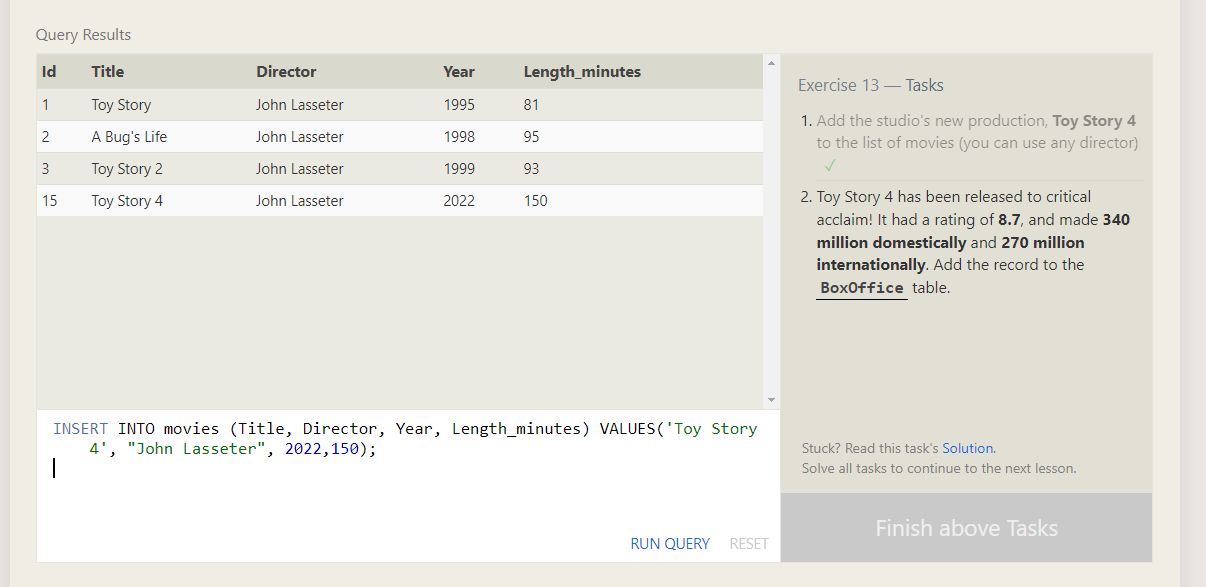 Query Results
Id Title Director Year Length_minutes
1 Toy Story John Lasseter 1995 81
2 A Bug's Life John Lasseter 1998 95
3 Toy Story 2 John Lasseter 1999 93
15 Toy Story 4 John Lasseter 2022 150
INSERT INTO movies (Title, Director, Year, Length_minutes) VALUES('Toy Story
4', "John Lasseter", 2022,150);
RUN QUERY RESET
Exercise 13 — Tasks
1. Add the studio's new production, Toy Story 4
to the list of movies (you can use any director)
✓
2. Toy Story 4 has been released to critical
acclaim! It had a rating of 8.7, and made 340
million domestically and 270 million
internationally. Add the record to the
BoxOffice table.
Stuck? Read this task's Solution.
Solve all tasks to continue to the next lesson.
Finish above Tasks